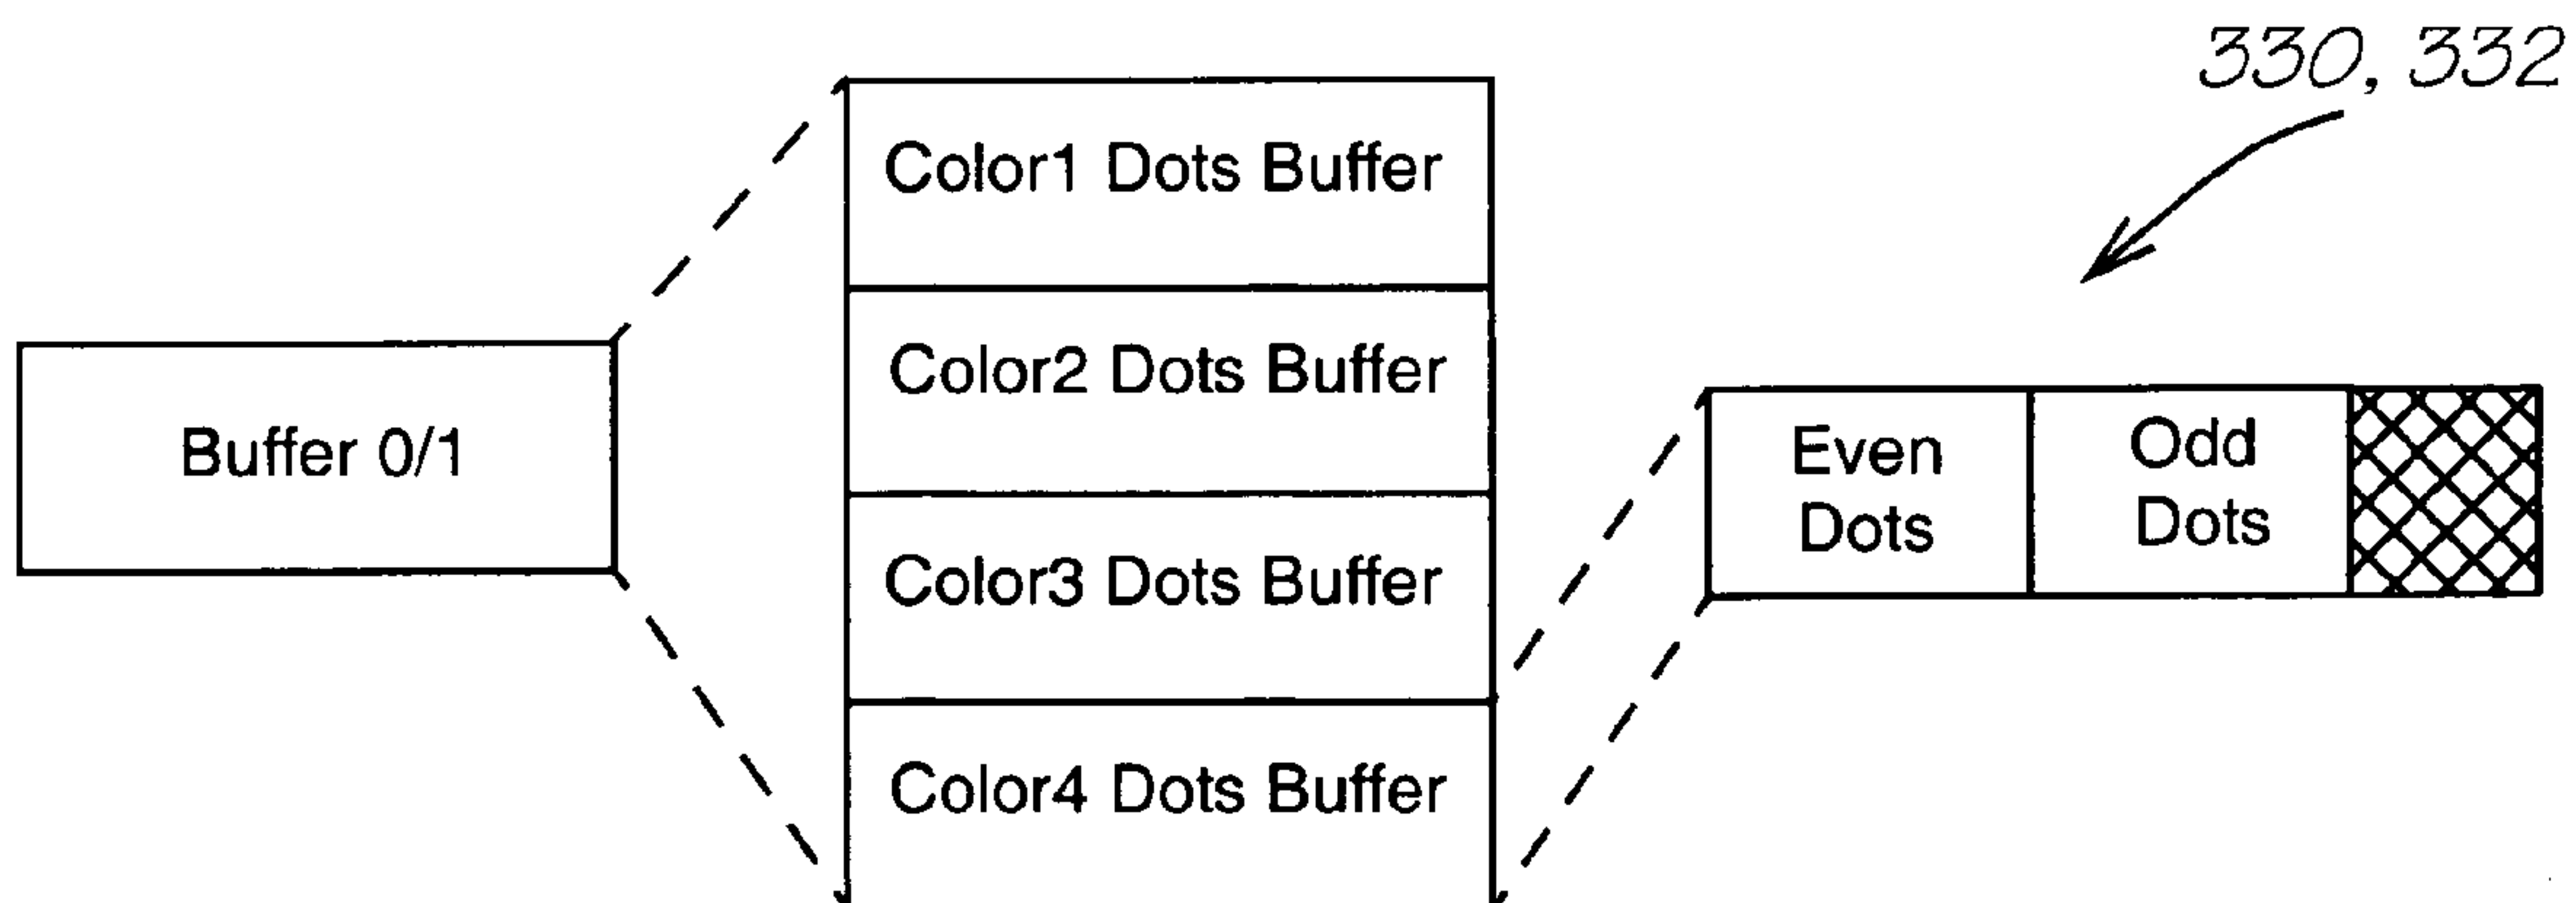 330, 332
Color1 Dots Buffer
Color2 Dots Buffer
Buffer 0/1
Color3 Dots Buffer
Color4 Dots Buffer
Even
Dots
Odd
Dots